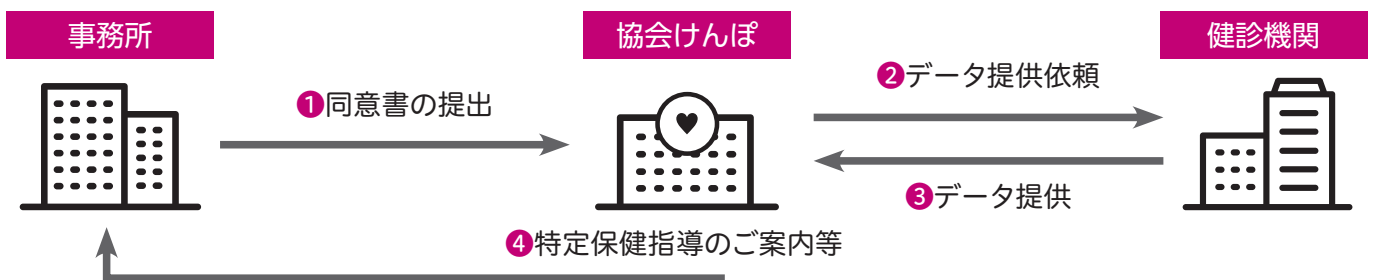 事務所
協会けんぽ
健診機関
❶同意書の提出
❷データ提供依頼
❸データ提供
❹特定保健指導のご案内等